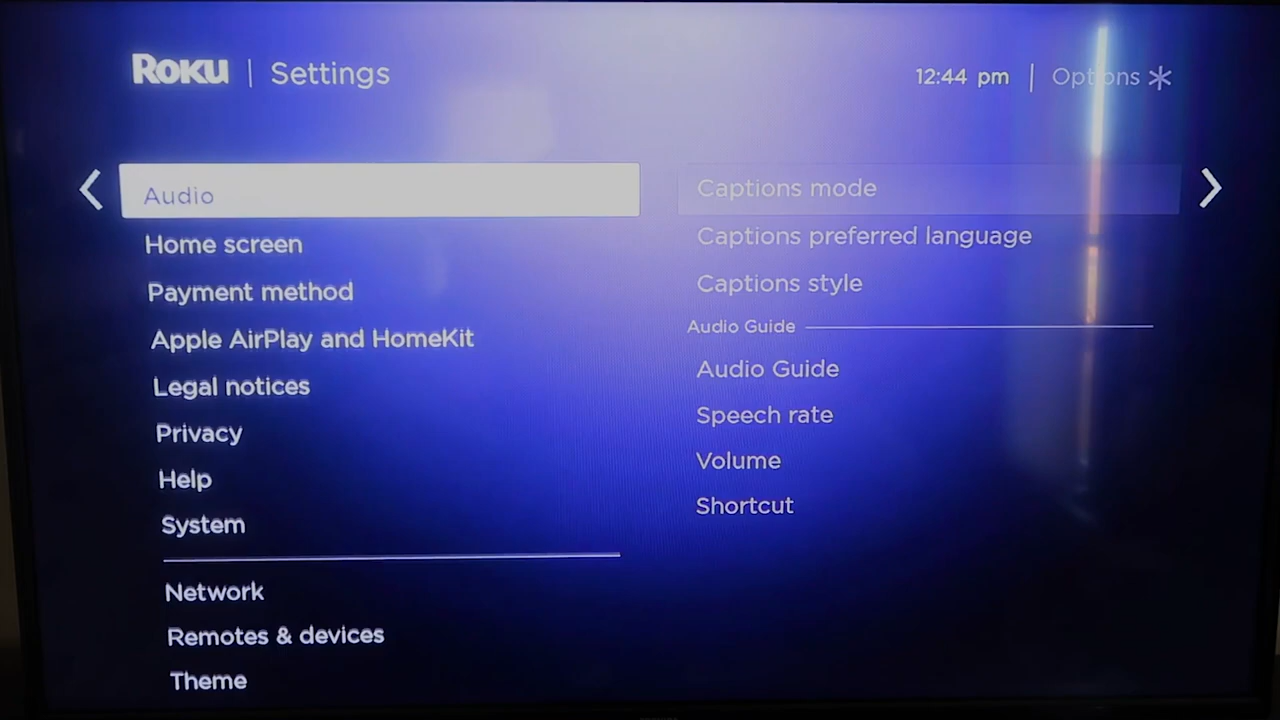 Roku | Settings
12:44 pm | Options
Audio
Home screen
Payment method
Apple AirPlay and HomeKit
Legal notices
Privacy
Help
System
Network
Remotes & devices
Theme
Captions mode
Captions preferred language
Captions style
Audio Guide
Audio Guide
Speech rate
Volume
Shortcut